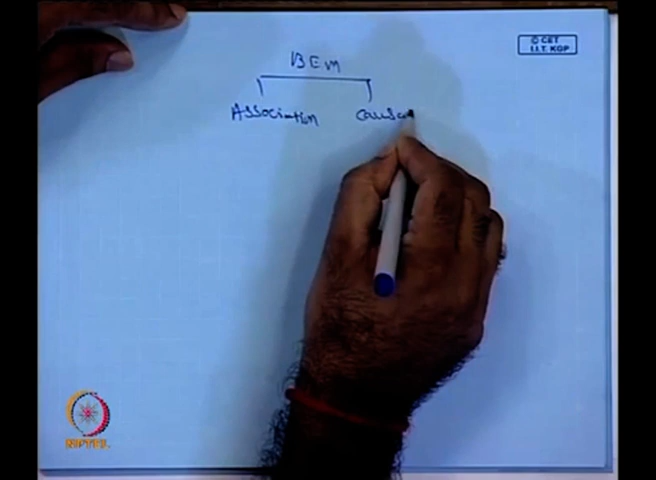 © CET
I.I.T. KGP
BEM
Association
NPTEL